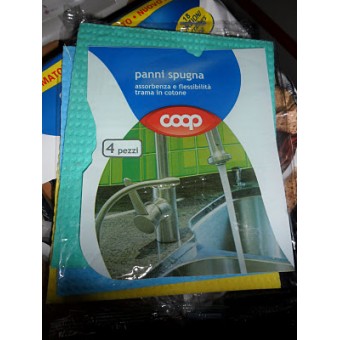 panni spugna
assorbenza e flessibilità
trama in cotone
coop
4 pezzi